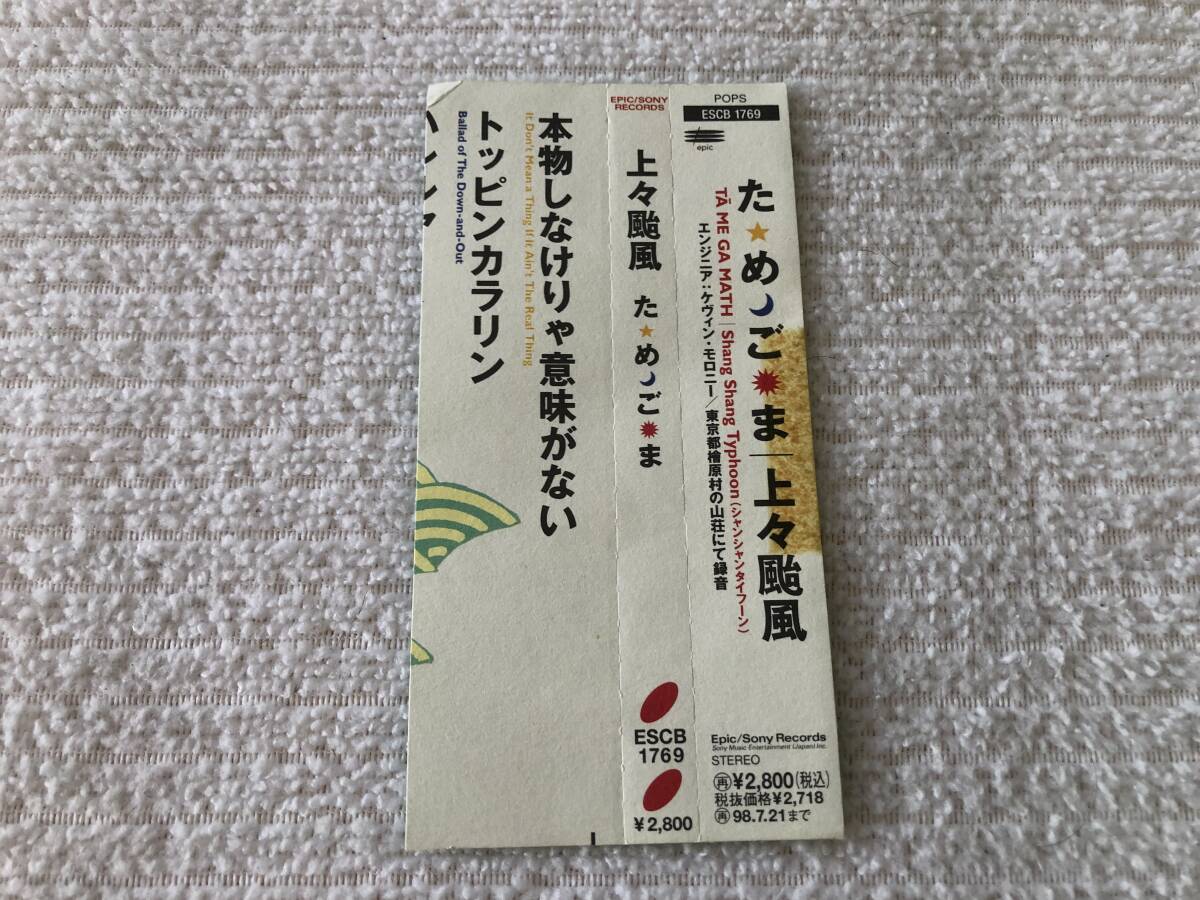 POPS
ESCB 1769
epic
た★めごま|上々颱風
TĀ ME GA MATH | Shang Shang Typhoon (シャンシャンタイフーン)
エンジニア:ケヴィン・モロニー/東京都檜原村の山荘にて録音
Epic/Sony Records
Sony Music Entertainment (Japan) Inc.
STEREO
再¥2,800(税込)
税抜価格¥2,718
再98.7.21まで
EPIC/SONY
RECORDS
上々颱風 た★めごま
ESCB
1769
¥2,800
本物しなけりゃ意味がない
It Don't Mean a Thing If It Ain't The Real Thing
トッピンカラリン
Ballad of The Down-and-Out